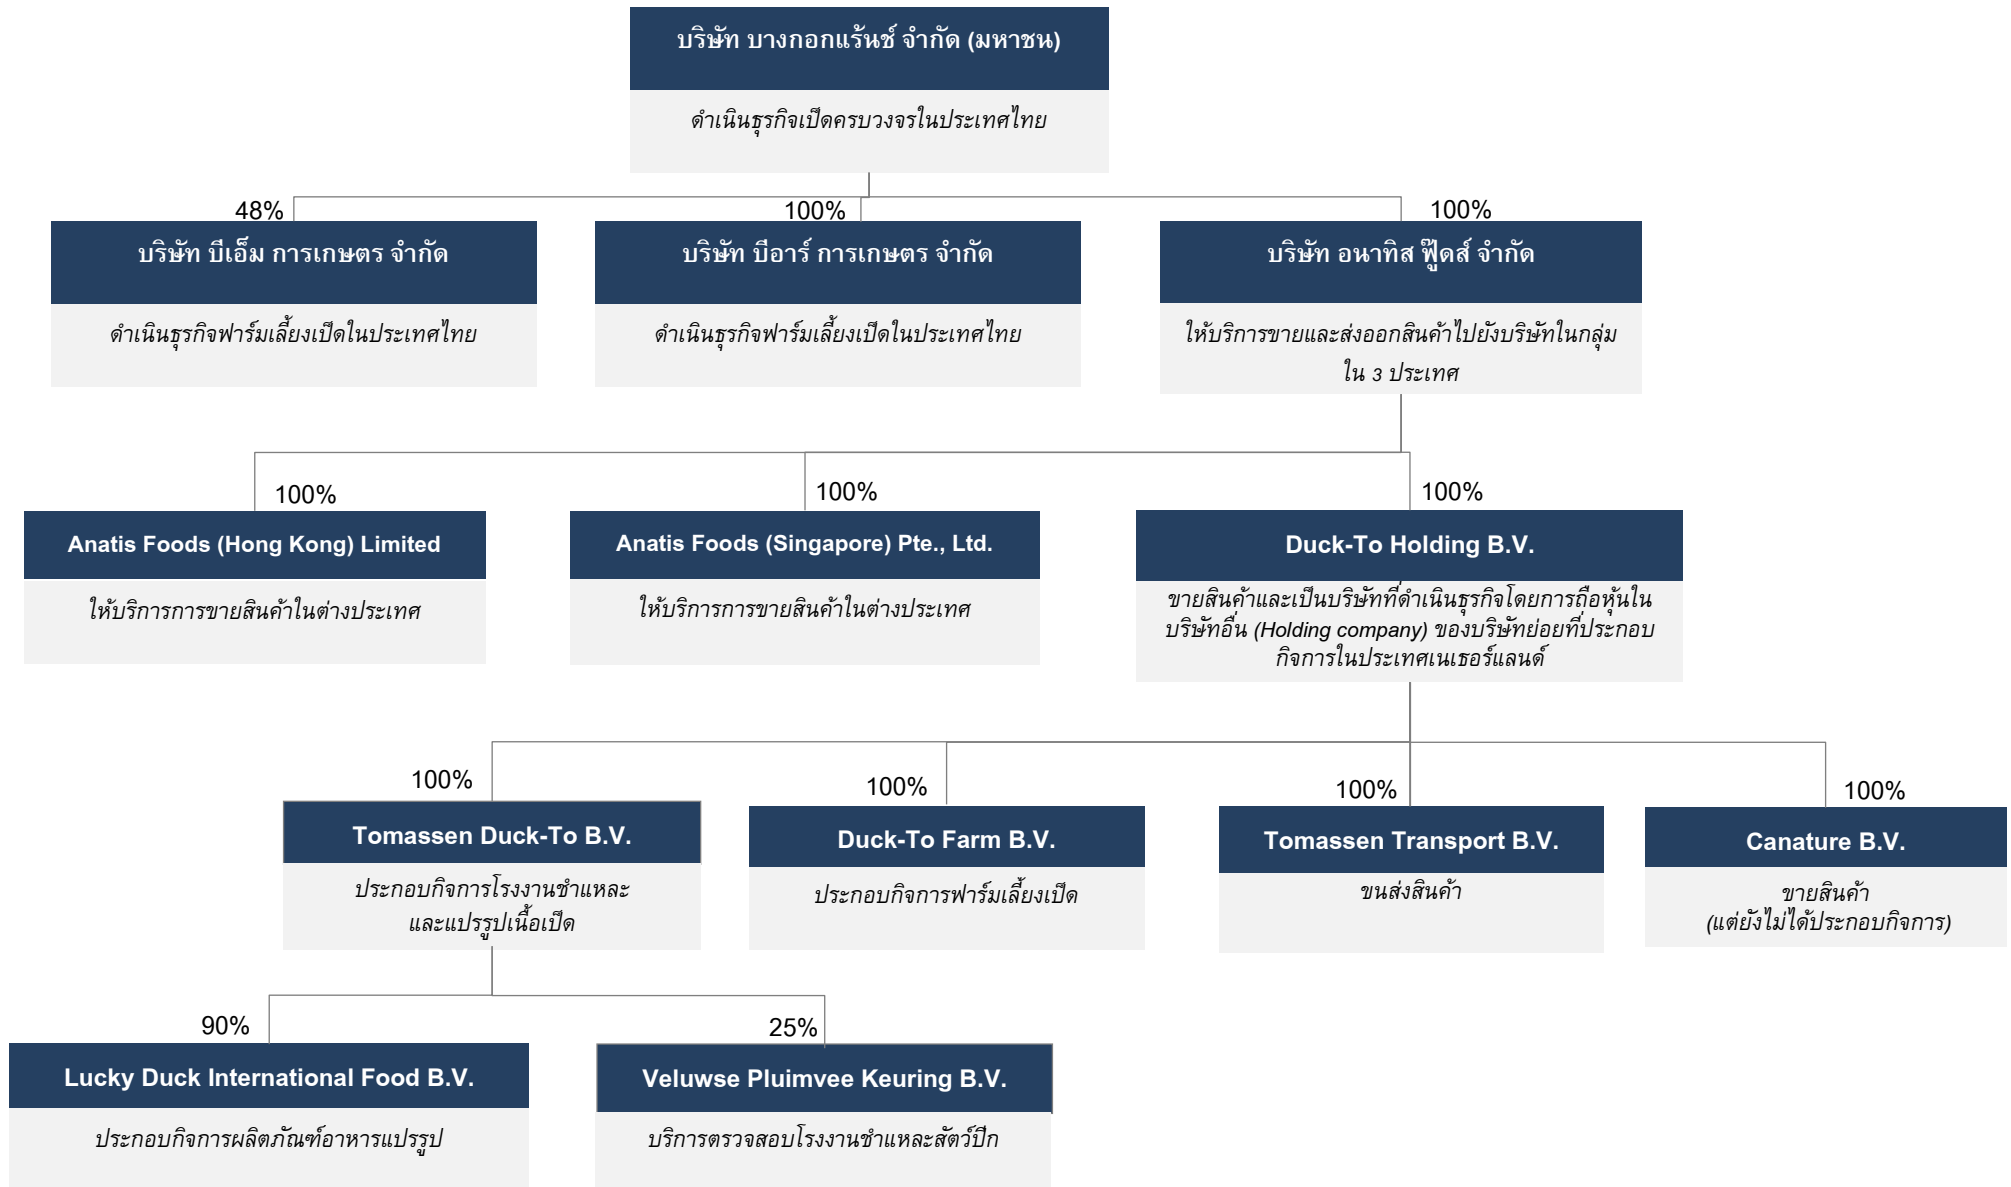 บริษัท บางกอกแร้นช์ จำกัด (มหาชน)
ดำเนินธุรกิจเป็ดครบวงจรในประเทศไทย
48%
100%
100%
บริษัท บีเอ็ม การเกษตร จำกัด
บริษัท บีอาร์ การเกษตร จำกัด
บริษัท อนาทิส ฟู๊ดส์ จำกัด
ดำเนินธุรกิจฟาร์มเลี้ยงเป็ดในประเทศไทย
ดำเนินธุรกิจฟาร์มเลี้ยงเป็ดในประเทศไทย
ให้บริการขายและส่งออกสินค้าไปยังบริษัทในกลุ่ม
ใน 3 ประเทศ
100%
100%
100%
Anatis Foods (Hong Kong) Limited
Anatis Foods (Singapore) Pte., Ltd.
Duck-To Holding B.V.
ให้บริการการขายสินค้าในต่างประเทศ
ให้บริการการขายสินค้าในต่างประเทศ
ขายสินค้าและเป็นบริษัทที่ดำเนินธุรกิจโดยการถือหุ้นใน
บริษัทอื่น (Holding company) ของบริษัทย่อยที่ประกอบ
กิจการในประเทศเนเธอร์แลนด์
100%
100%
100%
100%
Tomassen Duck-To B.V.
Duck-To Farm B.V.
Tomassen Transport B.V.
Canature B.V.
ประกอบกิจการโรงงานชำแหละ
และแปรรูปเนื้อเป็ด
ประกอบกิจการฟาร์มเลี้ยงเป็ด
ขนส่งสินค้า
ขายสินค้า
(แต่ยังไม่ได้ประกอบกิจการ)
90%
25%
Lucky Duck International Food B.V.
Veluwse Pluimvee Keuring B.V.
ประกอบกิจการผลิตภัณฑ์อาหารแปรรูป
บริการตรวจสอบโรงงานชำแหละสัตว์ปีก